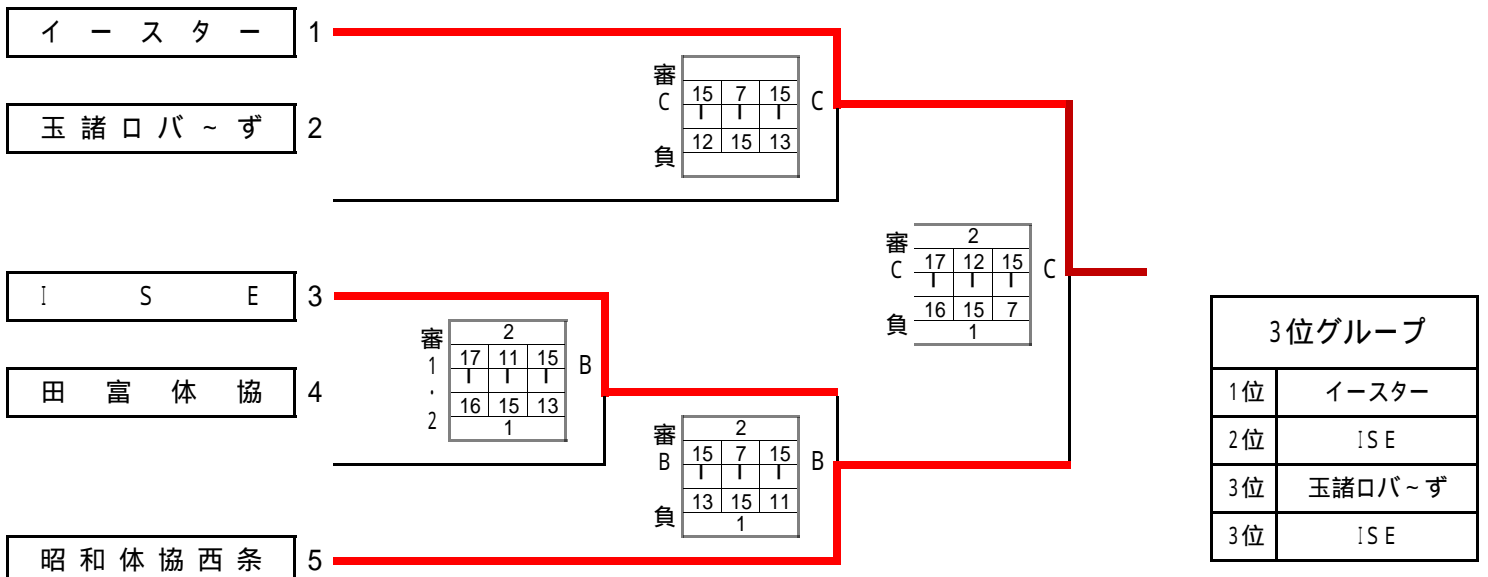 イースター 1
審
C
15 7 15
C
12 15 13
負
玉諸ロバ~ず 2
2
審
C
17 12 15
C
16 15 7
負
1
ISE 3
2
審
1
・
2
17 11 15
B
16 15 13
1
田富体協 4
2
審
B
15 7 15
B
13 15 11
負
1
昭和体協西条 5
3位グループ
1位 イースター
2位 ISE
3位 玉諸ロバ~ず
3位 ISE